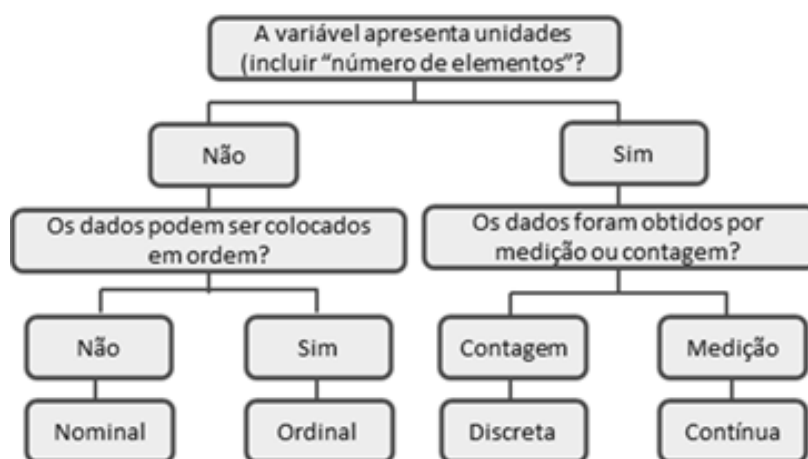 A variável apresenta unidades
(incluir “número de elementos”?
Não
Sim
Os dados podem ser colocados
em ordem?
Os dados foram obtidos por
medição ou contagem?
Não
Sim
Contagem
Medição
Nominal
Ordinal
Discreta
Contínua